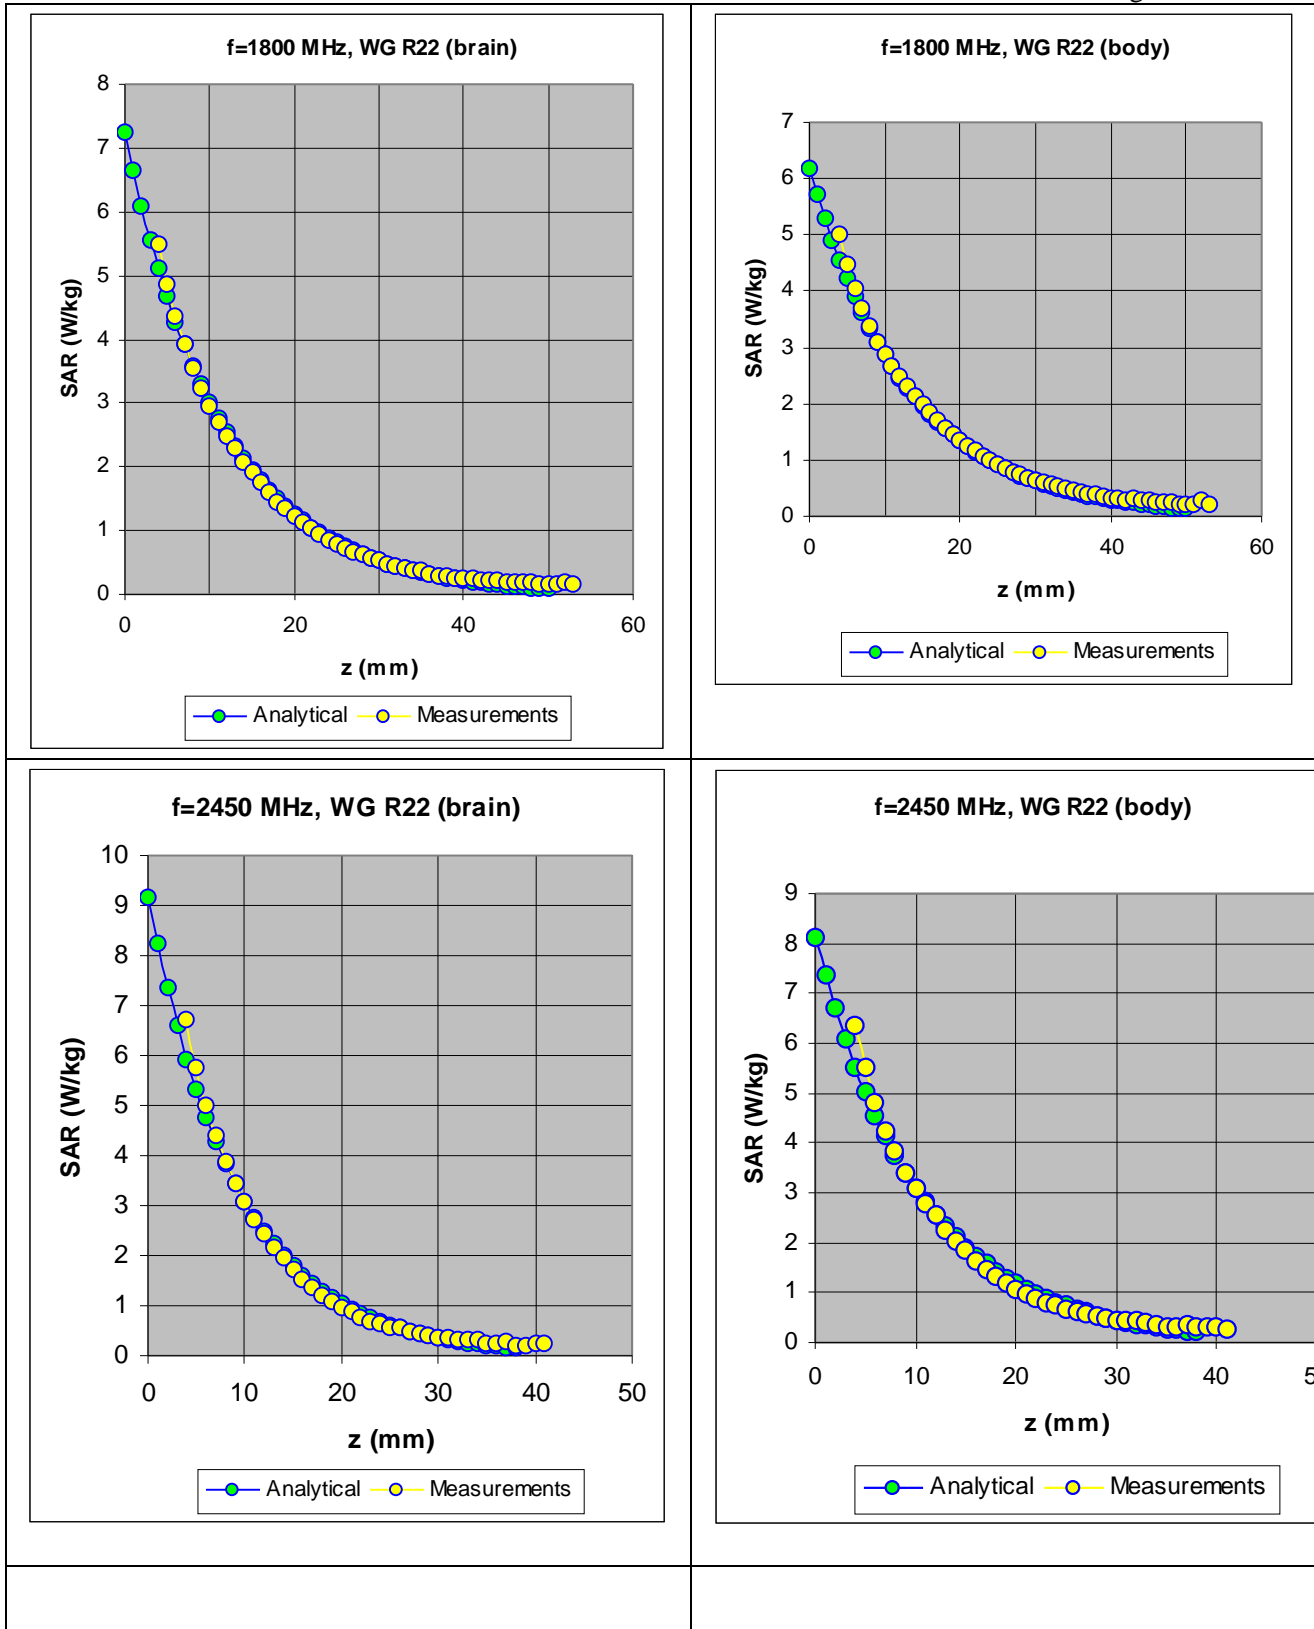 f=1800 MHz, WG R22 (brain)
8
7
6
5
4
3
2
1
0
SAR (W/kg)
0 20 40 60
z (mm)
Analytical Measurements
f=1800 MHz, WG R22 (body)
7
6
5
4
3
2
1
0
SAR (W/kg)
0 20 40 60
z (mm)
Analytical Measurements
f=2450 MHz, WG R22 (brain)
10
9
8
7
6
5
4
3
2
1
0
SAR (W/kg)
0 10 20 30 40 50
z (mm)
Analytical Measurements
f=2450 MHz, WG R22 (body)
9
8
7
6
5
4
3
2
1
0
SAR (W/kg)
0 10 20 30 40
z (mm)
Analytical Measurements